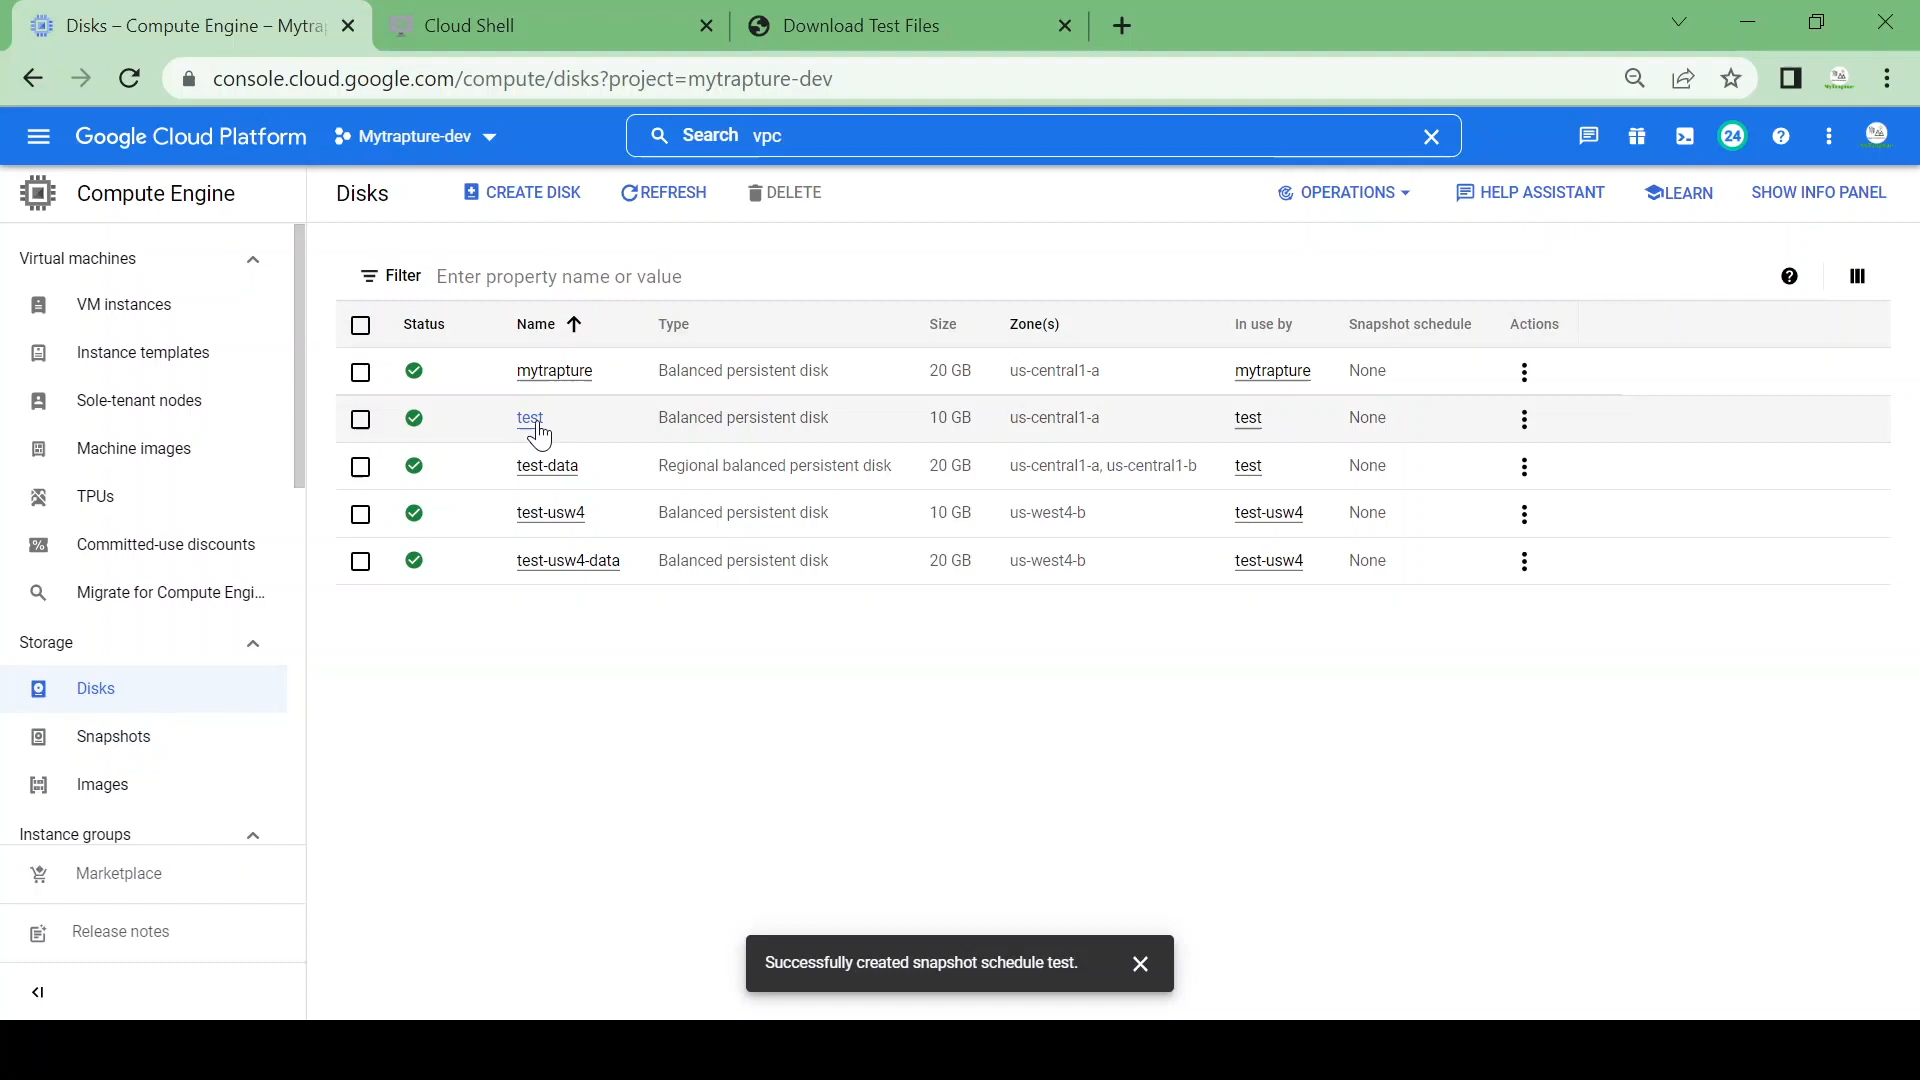 Disks – Compute Engine – Mytra
Cloud Shell
Download Test Files
console.cloud.google.com/compute/disks?project=mytrapture-dev
Google Cloud Platform
Mytrapture-dev
Search vpc
24
Compute Engine
Disks
CREATE DISK
REFRESH
DELETE
OPERATIONS
HELP ASSISTANT
LEARN
SHOW INFO PANEL
Virtual machines
VM instances
Instance templates
Sole-tenant nodes
Machine images
TPUs
Committed-use discounts
Migrate for Compute Engi...
Storage
Disks
Snapshots
Images
Instance groups
Marketplace
Release notes
Filter Enter property name or value
Status Name Type Size Zone(s) In use by Snapshot schedule Actions
mytrapture Balanced persistent disk 20 GB us-central1-a mytrapture None
test Balanced persistent disk 10 GB us-central1-a test None
test-data Regional balanced persistent disk 20 GB us-central1-a, us-central1-b test None
test-usw4 Balanced persistent disk 10 GB us-west4-b test-usw4 None
test-usw4-data Balanced persistent disk 20 GB us-west4-b test-usw4 None
Successfully created snapshot schedule test.